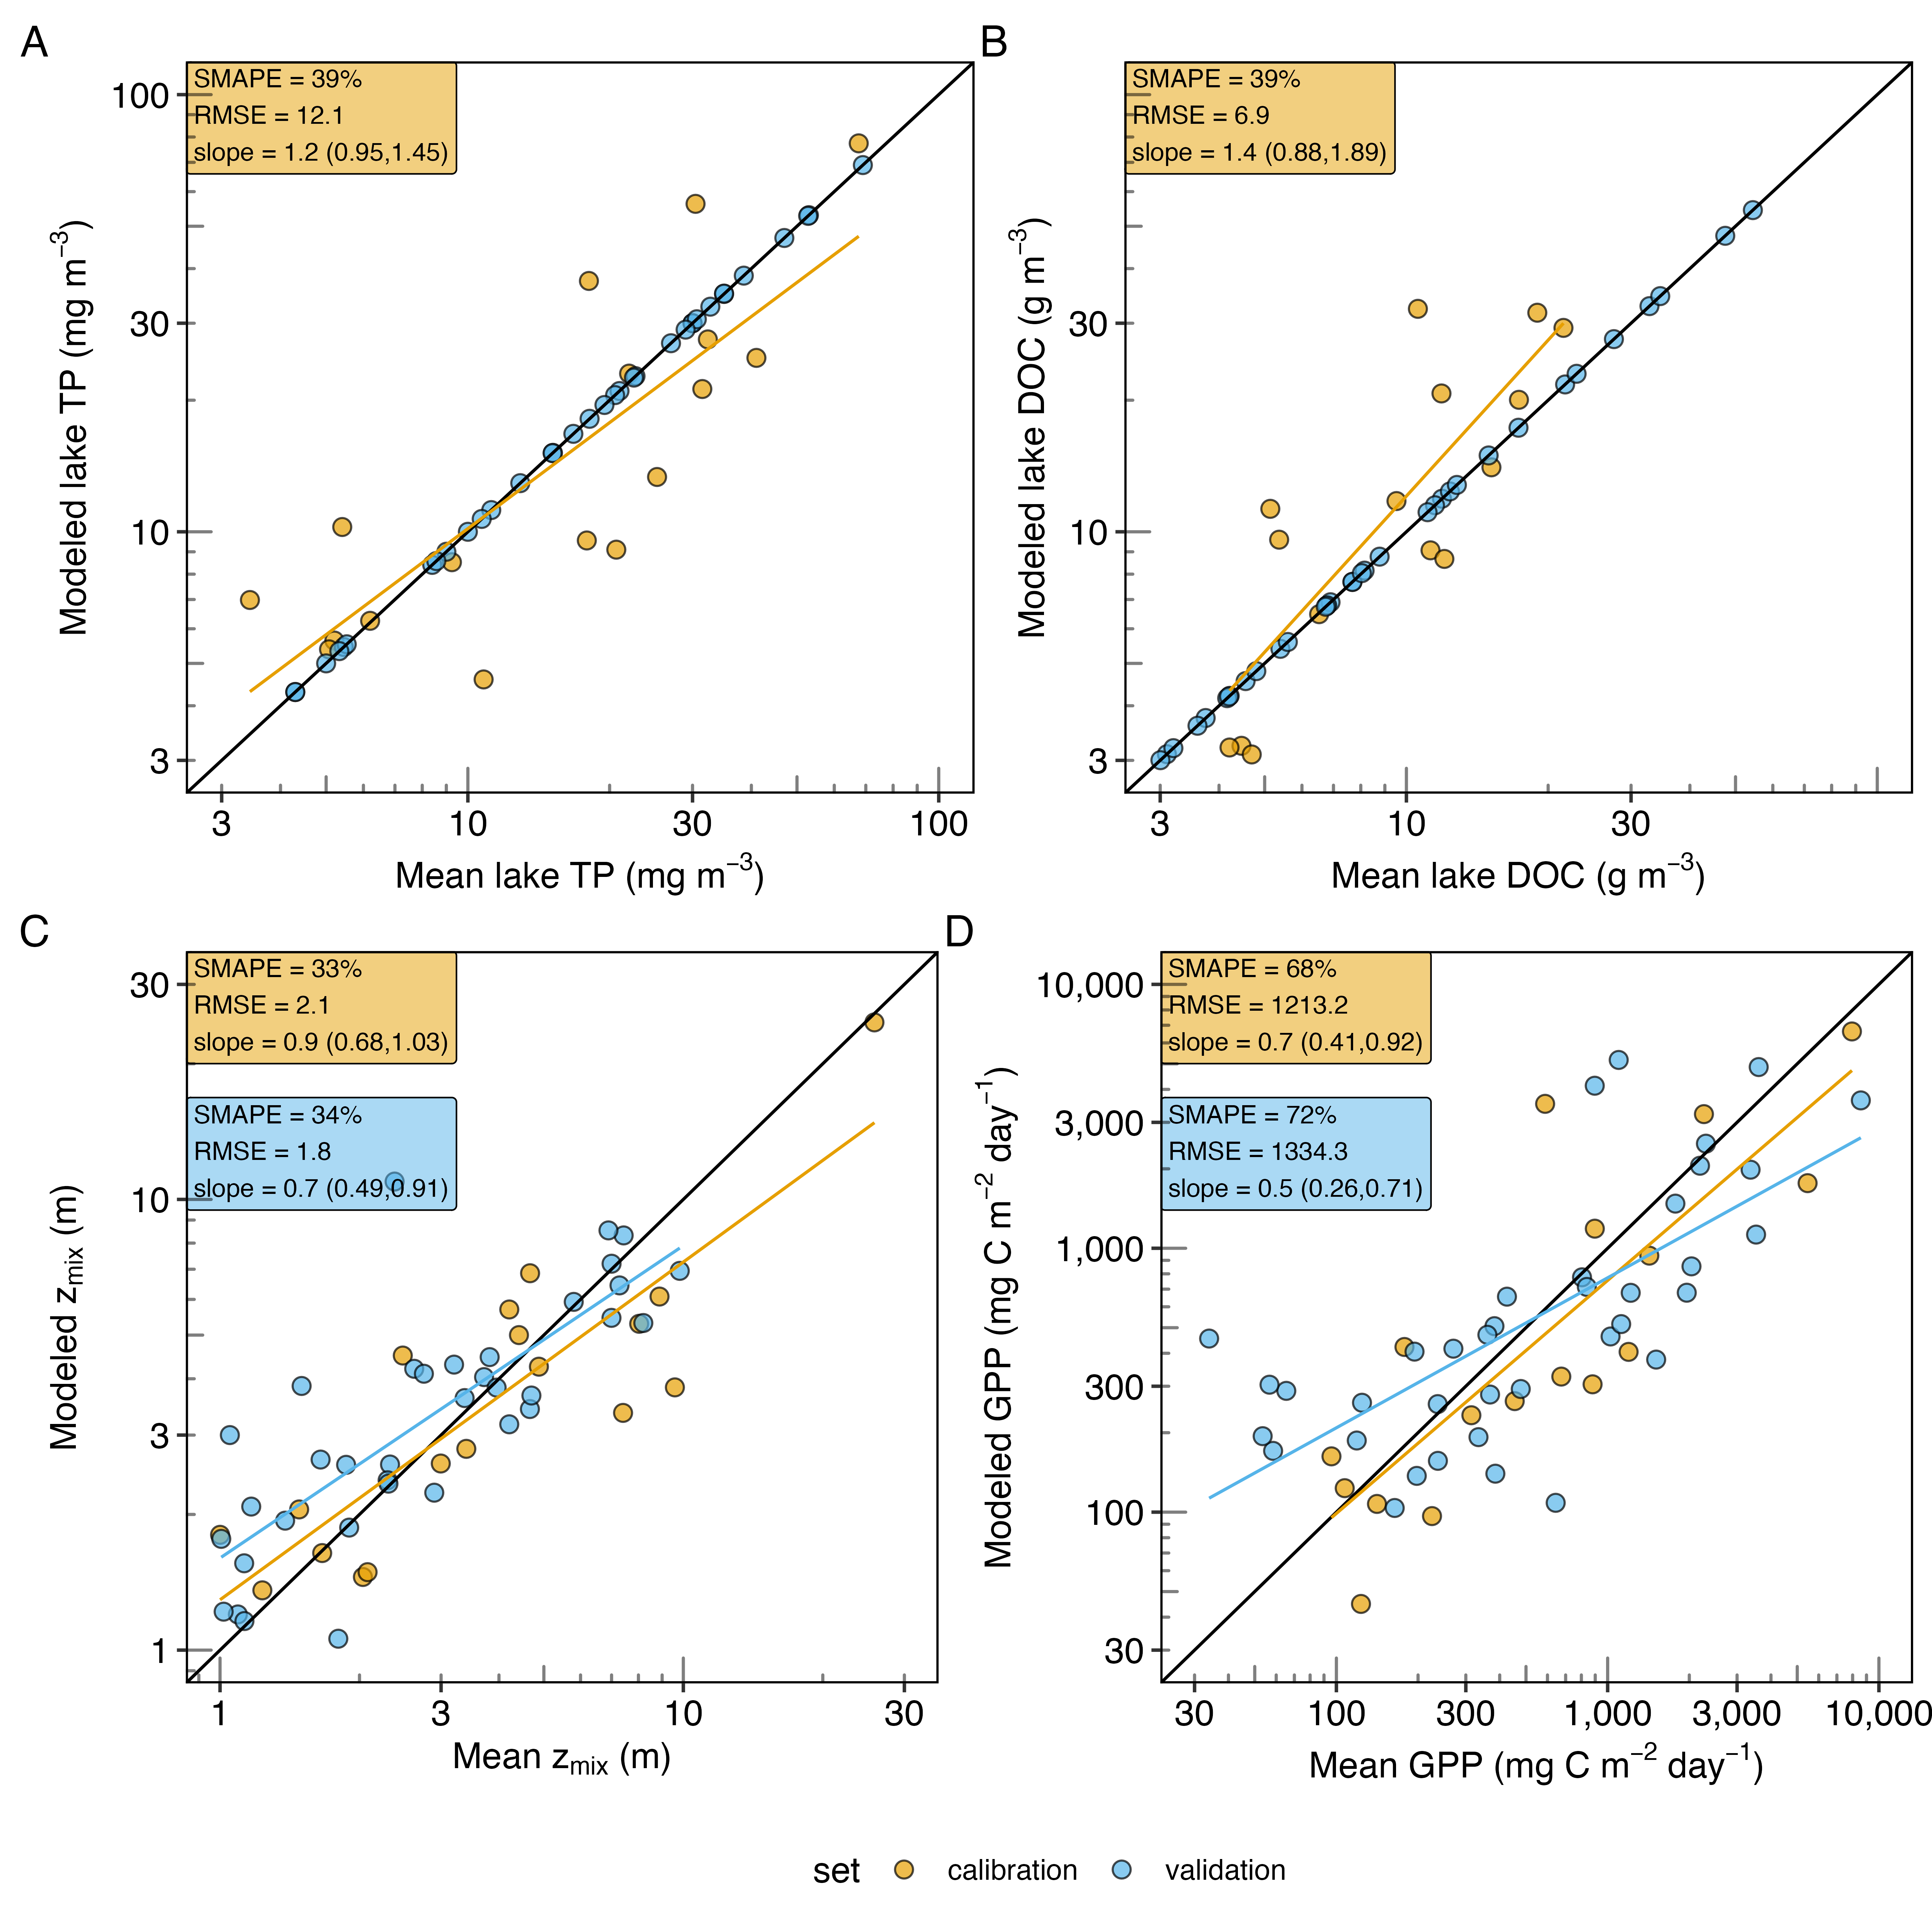 A
SMAPE = 39%
RMSE = 12.1
slope = 1.2 (0.95,1.45)
100
30
10
3
Modeled lake TP (mg m⁻³)
3 10 30 100
Mean lake TP (mg m⁻³)
B
SMAPE = 39%
RMSE = 6.9
slope = 1.4 (0.88,1.89)
30
10
3
Modeled lake DOC (g m⁻³)
3 10 30
Mean lake DOC (g m⁻³)
C
SMAPE = 33%
RMSE = 2.1
slope = 0.9 (0.68,1.03)
SMAPE = 34%
RMSE = 1.8
slope = 0.7 (0.49,0.91)
30
10
3
1
Modeled zmix (m)
1 3 10 30
Mean zmix (m)
D
SMAPE = 68%
RMSE = 1213.2
slope = 0.7 (0.41,0.92)
SMAPE = 72%
RMSE = 1334.3
slope = 0.5 (0.26,0.71)
10,000
3,000
1,000
300
100
30
Modeled GPP (mg C m⁻² day⁻¹)
30 100 300 1,000 3,000 10,000
Mean GPP (mg C m⁻² day⁻¹)
set calibration validation